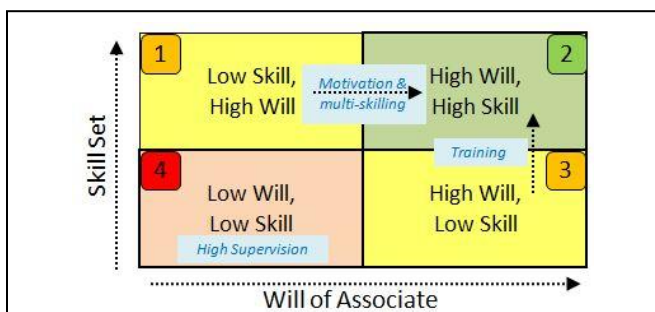 1
Low Skill,
High Will
Motivation &
multi-skilling
High Will,
High Skill
2
Training
4
Low Will,
Low Skill
High Supervision
High Will,
Low Skill
3
Skill Set
Will of Associate